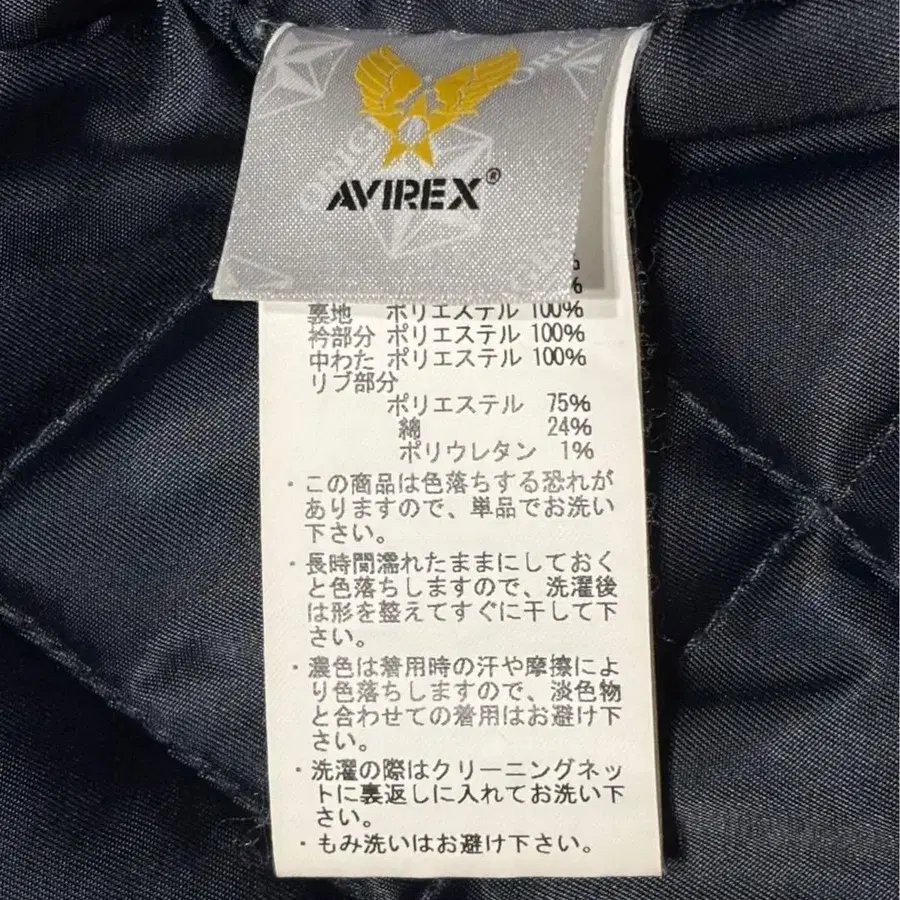 ORIG
AVIREX®
%
%
裏地 ポリエステル 100%
衿部分 ポリエステル 100%
中わた ポリエステル 100%
リブ部分
ポリエステル 75%
綿 24%
ポリウレタン 1%
・この商品は色落ちする恐れが
ありますので、単品でお洗い
下さい。
・長時間濡れたままにしておく
と色落ちしますので、洗濯後
は形を整えてすぐに干して下
さい。
・濃色は着用時の汗や摩擦によ
り色落ちしますので、淡色物
と合わせての着用はお避け下
さい。
・洗濯の際はクリーニングネッ
トに裏返しに入れてお洗い下
さい。
・もみ洗いはお避け下さい。